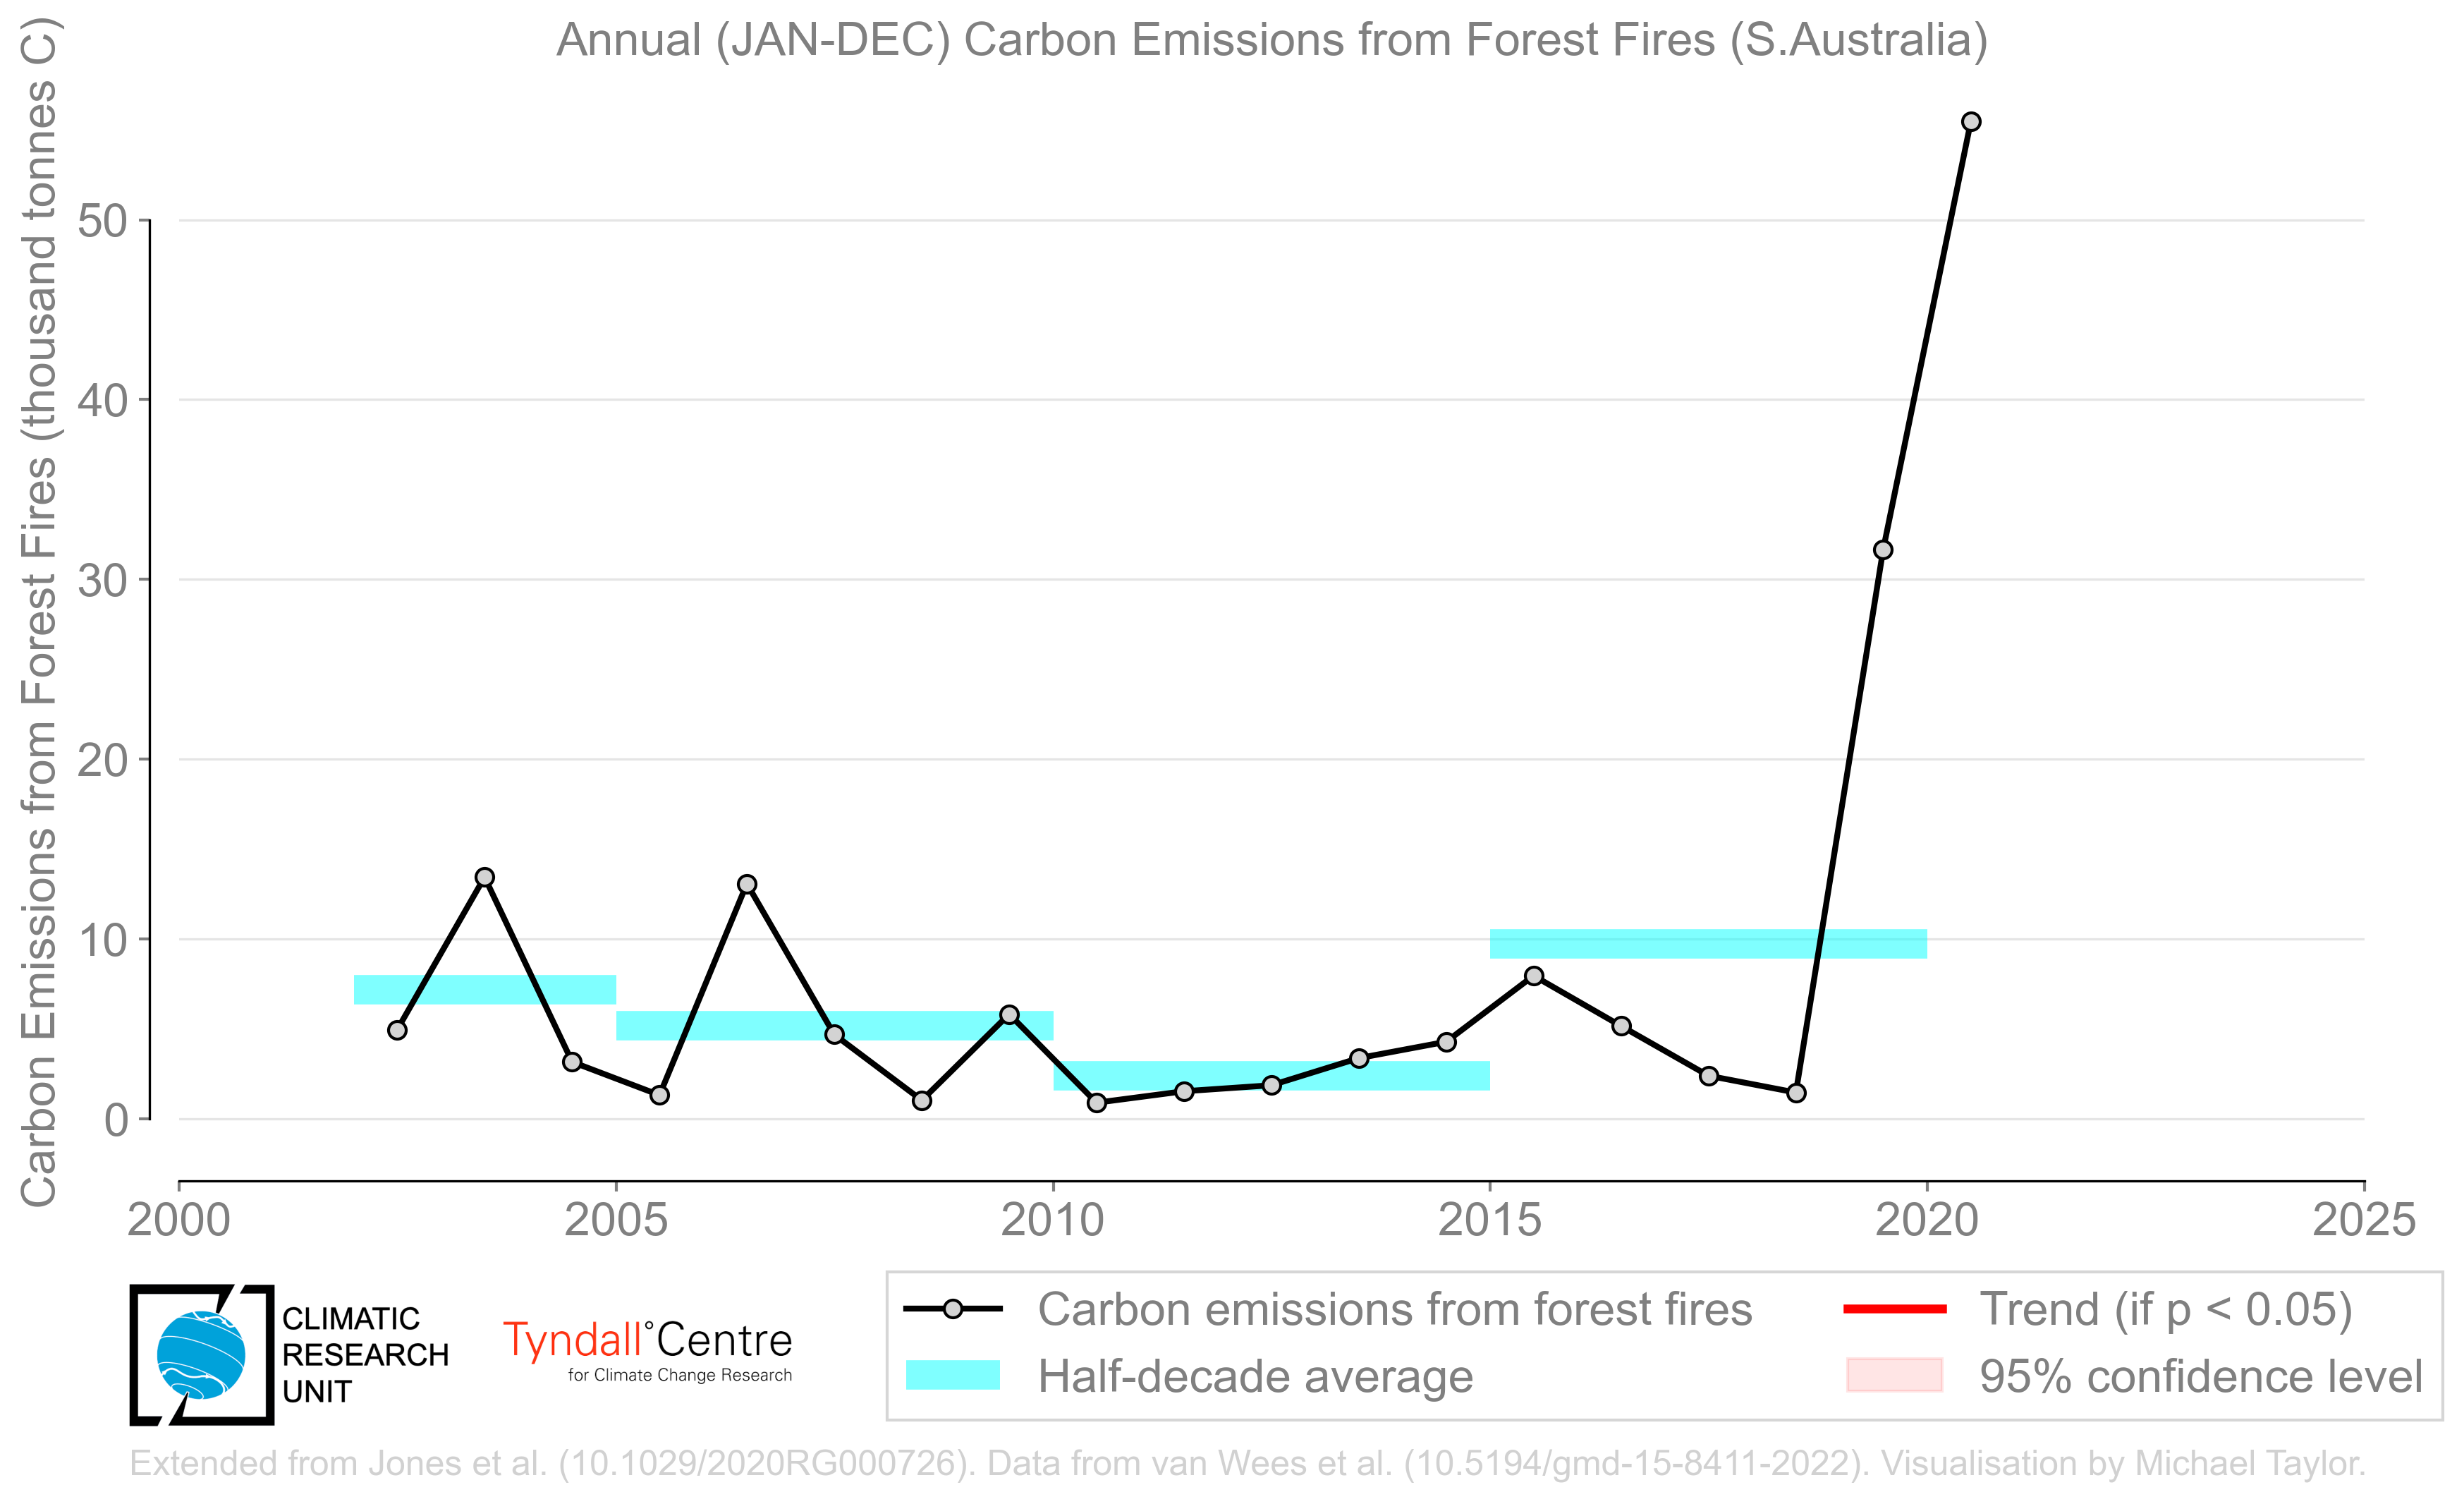 Annual (JAN-DEC) Carbon Emissions from Forest Fires (S.Australia)
Carbon Emissions from Forest Fires (thousand tonnes C)
50
40
30
20
10
0
2000 2005 2010 2015 2020 2025
CLIMATIC
RESEARCH
UNIT
Tyndall°Centre
for Climate Change Research
Carbon emissions from forest fires
Half-decade average
Trend (if p < 0.05)
95% confidence level
Extended from Jones et al. (10.1029/2020RG000726). Data from van Wees et al. (10.5194/gmd-15-8411-2022). Visualisation by Michael Taylor.